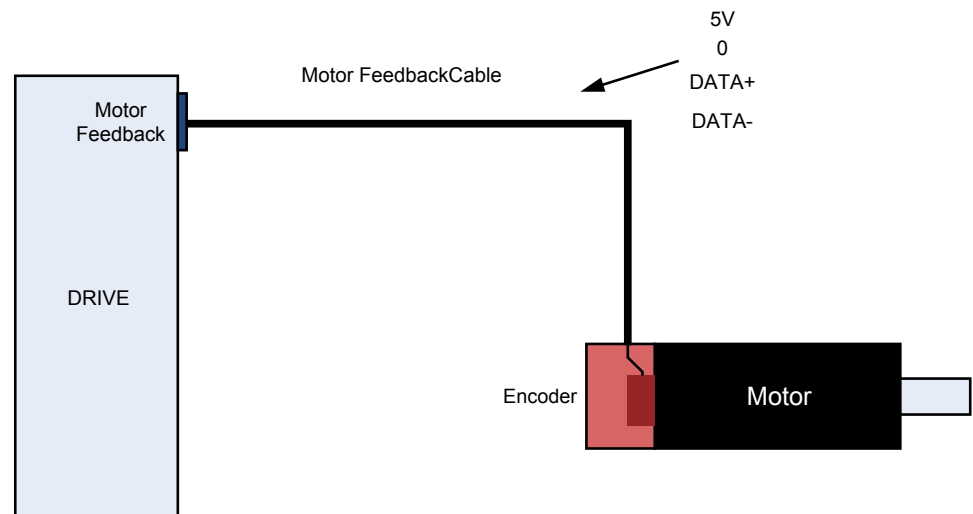 5V
0
Motor FeedbackCable
DATA+
Motor
Feedback
DATA-
DRIVE
Encoder
Motor